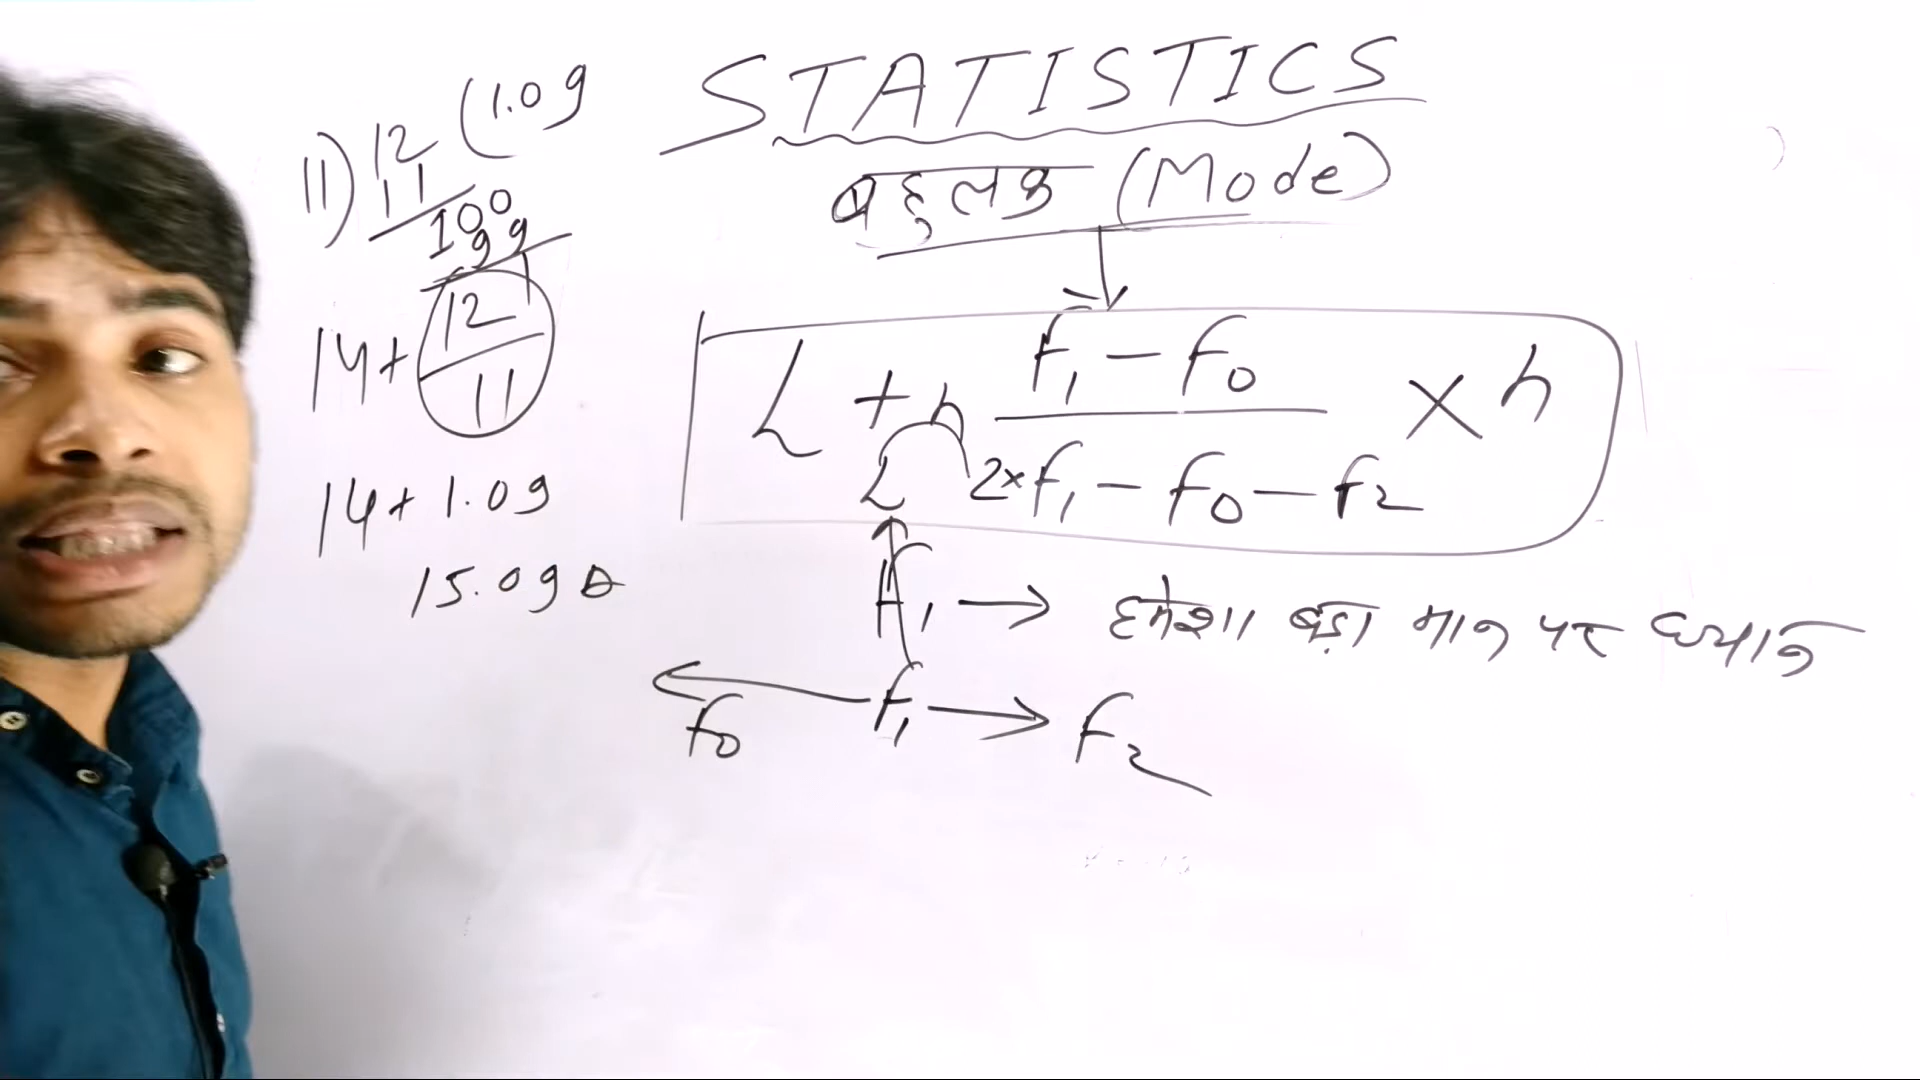 STATISTICS
बहुलक (Mode)
L + f₁ - f₀ × h
h
L
2×f₁ - f₀ - f₂
f₁ → हमेशा बड़ा मान पर ध्यान
f₀ ← f₁ → f₂
11) 12 (1.09
11
100
99
1
14 + 12
11
14 + 1.09
15.09